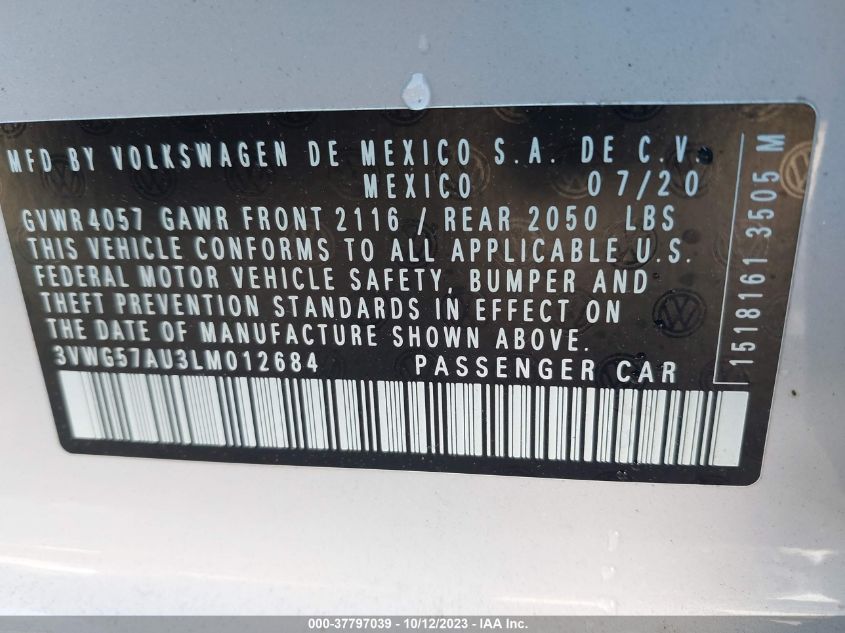 MFD BY VOLKSWAGEN DE MEXICO S.A. DE C.V.
MEXICO 07/20
GVWR 4057 GAWR FRONT 2116 / REAR 2050 LBS
THIS VEHICLE CONFORMS TO ALL APPLICABLE U.S.
FEDERAL MOTOR VEHICLE SAFETY, BUMPER AND
THEFT PREVENTION STANDARDS IN EFFECT ON
THE DATE OF MANUFACTURE SHOWN ABOVE.
3VWG57AU3LM012684 PASSENGER CAR
1518161 3505 M
000-37797039 - 10/12/2023 - IAA Inc.